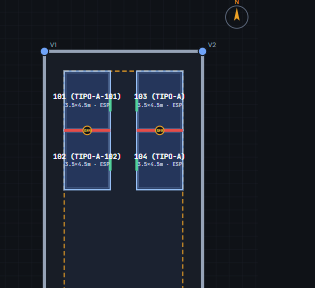 N
V1 V2
101 (TIPO-A-101) 103 (TIPO-A)
3.5×4.5m - ESP 3.5×4.5m - ESP
102 (TIPO-A-102) 104 (TIPO-A)
3.5×4.5m - ESP 3.5×4.5m - ESP